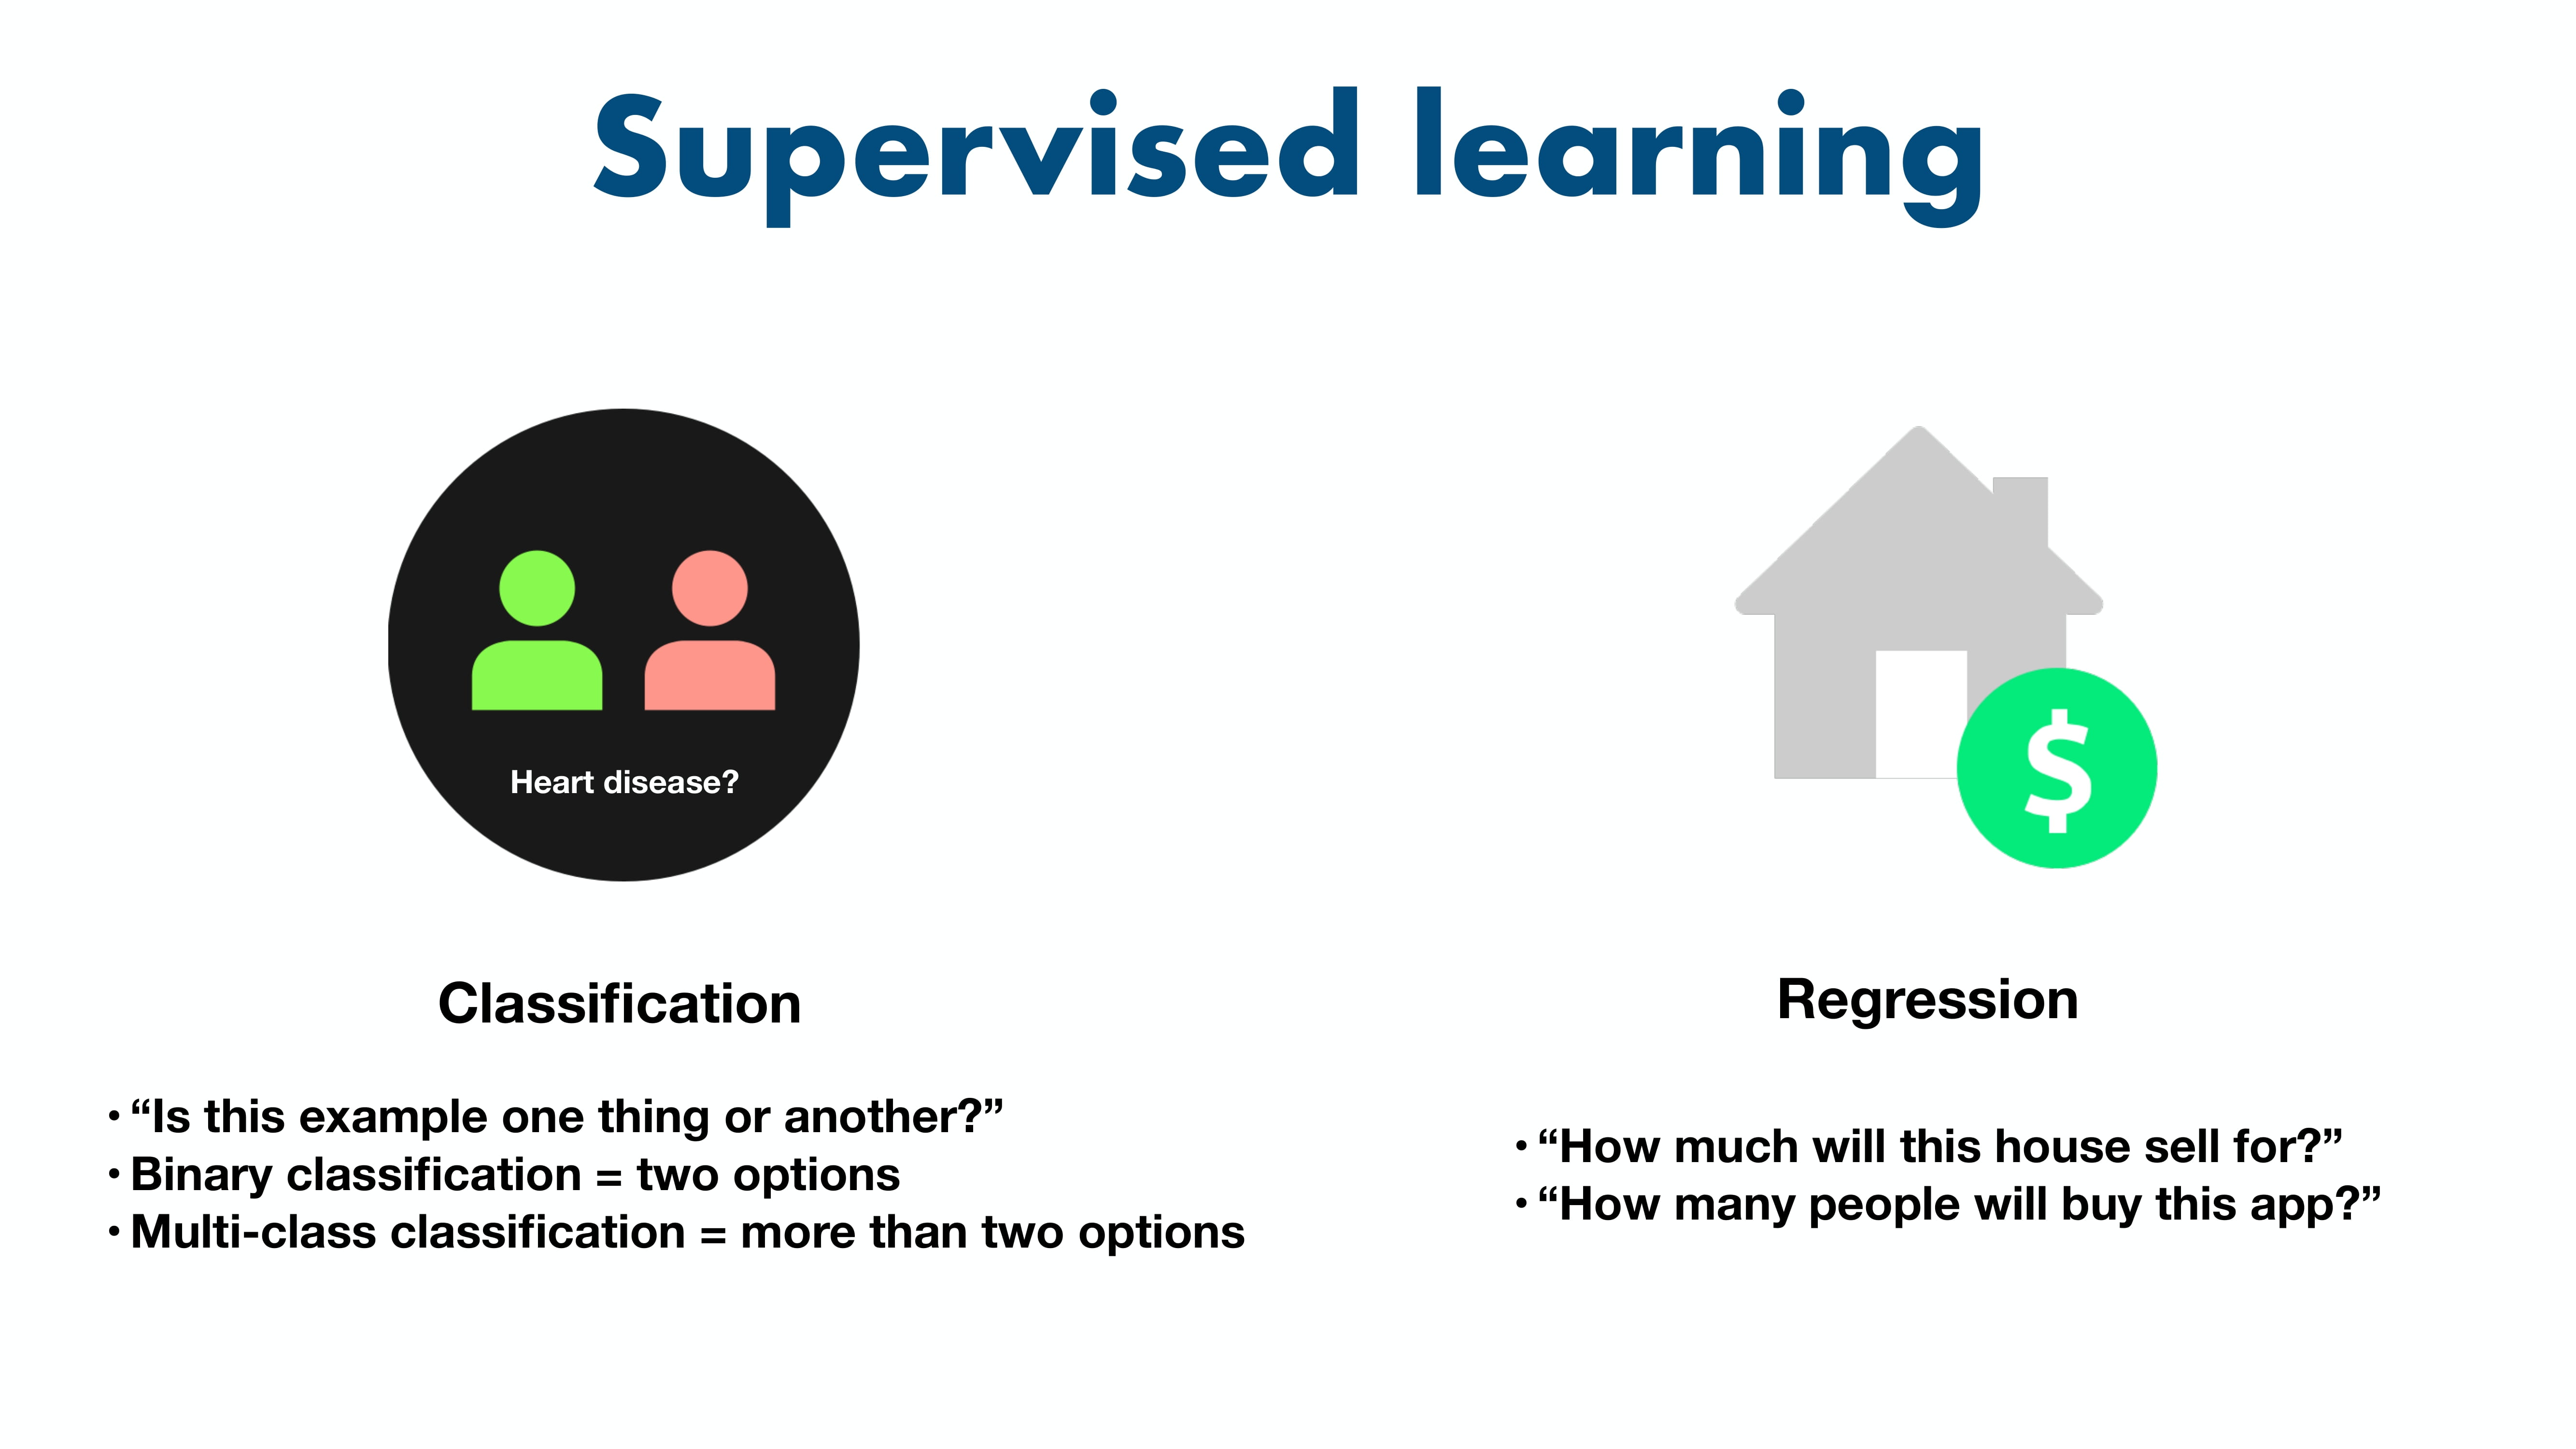 Supervised learning
Heart disease?
$
Classification
• “Is this example one thing or another?”
• Binary classification = two options
• Multi-class classification = more than two options
Regression
• “How much will this house sell for?”
• “How many people will buy this app?”